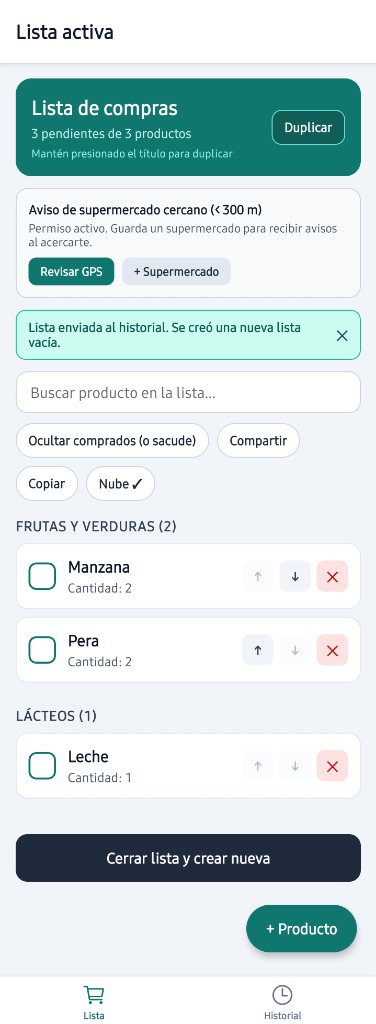 Lista activa
Lista de compras
3 pendientes de 3 productos
Mantén presionado el título para duplicar
Duplicar
Aviso de supermercado cercano (< 300 m)
Permiso activo. Guarda un supermercado para recibir avisos
al acercarte.
Revisar GPS
+ Supermercado
Lista enviada al historial. Se creó una nueva lista
vacía.
Buscar producto en la lista...
Ocultar comprados (o sacude)
Compartir
Copiar
Nube ✓
FRUTAS Y VERDURAS (2)
Manzana
Cantidad: 2
Pera
Cantidad: 2
LÁCTEOS (1)
Leche
Cantidad: 1
Cerrar lista y crear nueva
+ Producto
Lista
Historial